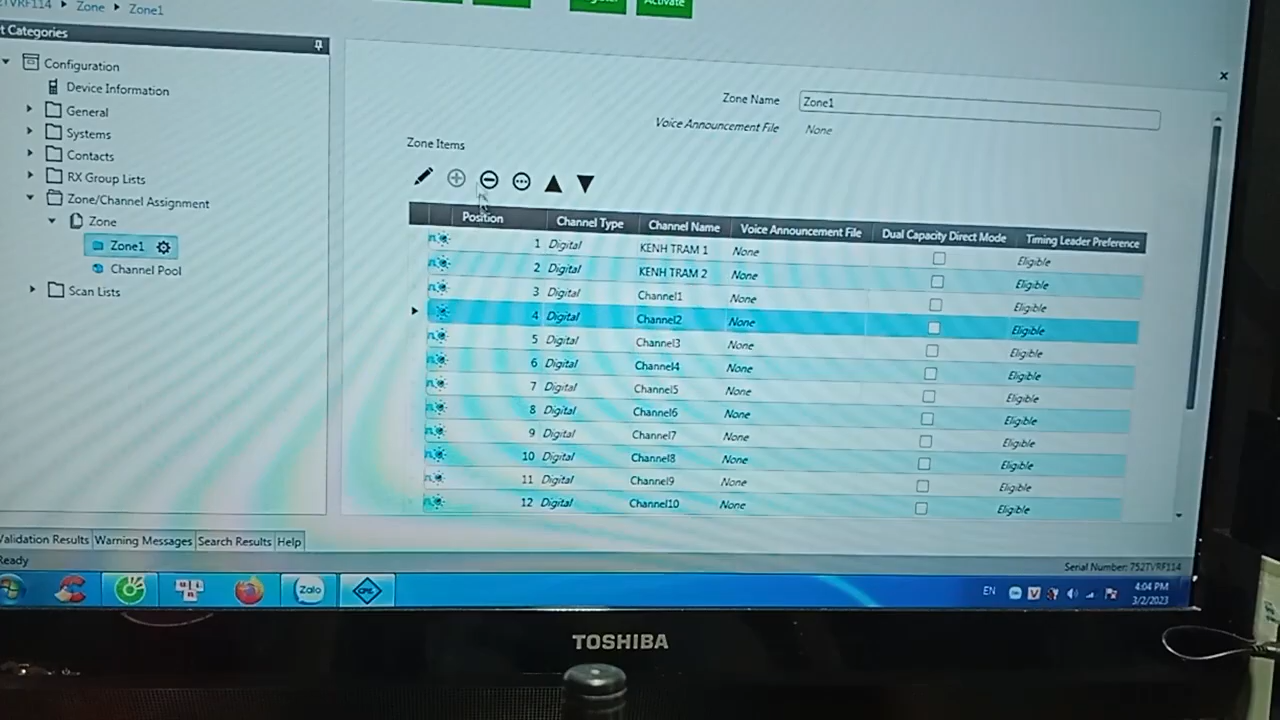 Zone Zone1
Activate
t Categories
Configuration
Device Information
General
Systems
Contacts
RX Group Lists
Zone/Channel Assignment
Zone
Zone1
Channel Pool
Scan Lists
Zone Name Zone1
Voice Announcement File None
Zone Items
Position Channel Type Channel Name Voice Announcement File Dual Capacity Direct Mode Timing Leader Preference
1 Digital KENH TRAM 1 None Eligible
2 Digital KENH TRAM 2 None Eligible
3 Digital Channel1 None Eligible
4 Digital Channel2 None Eligible
5 Digital Channel3 None Eligible
6 Digital Channel4 None Eligible
7 Digital Channel5 None Eligible
8 Digital Channel6 None Eligible
9 Digital Channel7 None Eligible
10 Digital Channel8 None Eligible
11 Digital Channel9 None Eligible
12 Digital Channel10 None Eligible
Validation Results Warning Messages Search Results Help
Ready
Serial Number: 752TVRF114
Zalo
CPS
EN
V
4:04 PM
3/2/2023
TOSHIBA